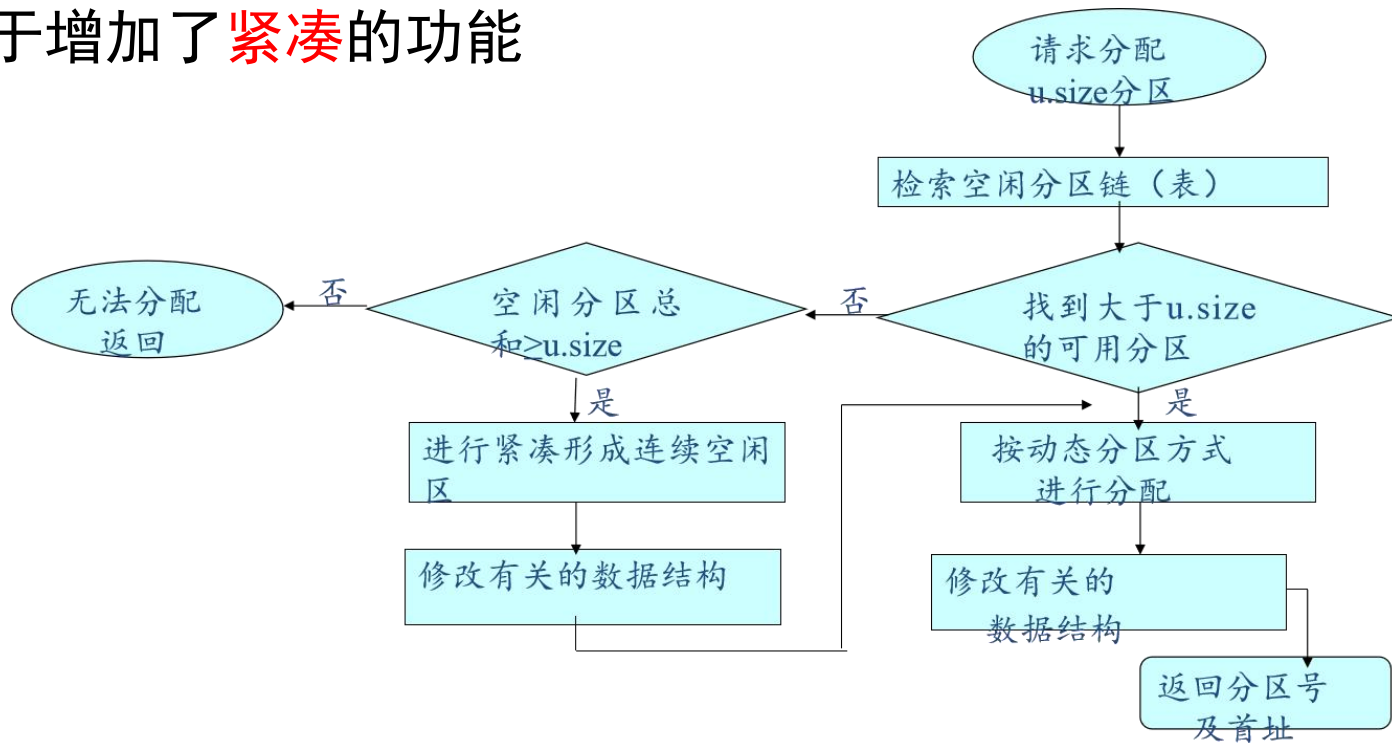 于增加了紧凑的功能
请求分配
u.size分区
检索空闲分区链（表）
找到大于u.size
的可用分区
否
空闲分区总
和≥u.size
否
无法分配
返回
是
进行紧凑形成连续空闲
区
修改有关的数据结构
是
按动态分区方式
进行分配
修改有关的
数据结构
返回分区号
及首址